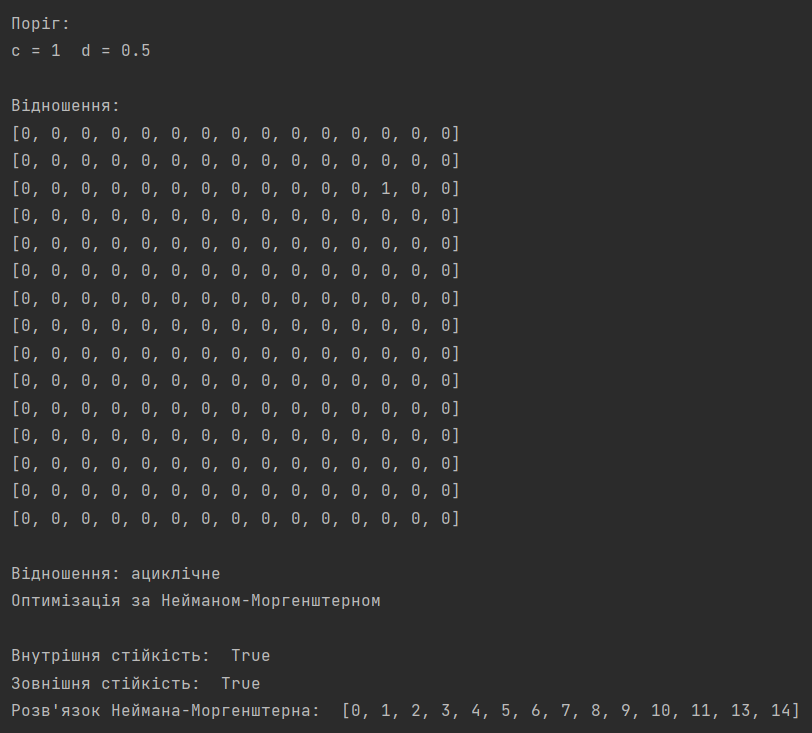 Поріг:
c = 1  d = 0.5
Відношення:
[0, 0, 0, 0, 0, 0, 0, 0, 0, 0, 0, 0, 0, 0, 0]
[0, 0, 0, 0, 0, 0, 0, 0, 0, 0, 0, 0, 0, 0, 0]
[0, 0, 0, 0, 0, 0, 0, 0, 0, 0, 0, 0, 1, 0, 0]
[0, 0, 0, 0, 0, 0, 0, 0, 0, 0, 0, 0, 0, 0, 0]
[0, 0, 0, 0, 0, 0, 0, 0, 0, 0, 0, 0, 0, 0, 0]
[0, 0, 0, 0, 0, 0, 0, 0, 0, 0, 0, 0, 0, 0, 0]
[0, 0, 0, 0, 0, 0, 0, 0, 0, 0, 0, 0, 0, 0, 0]
[0, 0, 0, 0, 0, 0, 0, 0, 0, 0, 0, 0, 0, 0, 0]
[0, 0, 0, 0, 0, 0, 0, 0, 0, 0, 0, 0, 0, 0, 0]
[0, 0, 0, 0, 0, 0, 0, 0, 0, 0, 0, 0, 0, 0, 0]
[0, 0, 0, 0, 0, 0, 0, 0, 0, 0, 0, 0, 0, 0, 0]
[0, 0, 0, 0, 0, 0, 0, 0, 0, 0, 0, 0, 0, 0, 0]
[0, 0, 0, 0, 0, 0, 0, 0, 0, 0, 0, 0, 0, 0, 0]
[0, 0, 0, 0, 0, 0, 0, 0, 0, 0, 0, 0, 0, 0, 0]
[0, 0, 0, 0, 0, 0, 0, 0, 0, 0, 0, 0, 0, 0, 0]
Відношення: ациклічне
Оптимізація за Нейманом-Моргенштерном
Внутрішня стійкість:  True
Зовнішня стійкість:  True
Розв'язок Неймана-Моргенштерна:  [0, 1, 2, 3, 4, 5, 6, 7, 8, 9, 10, 11, 13, 14]